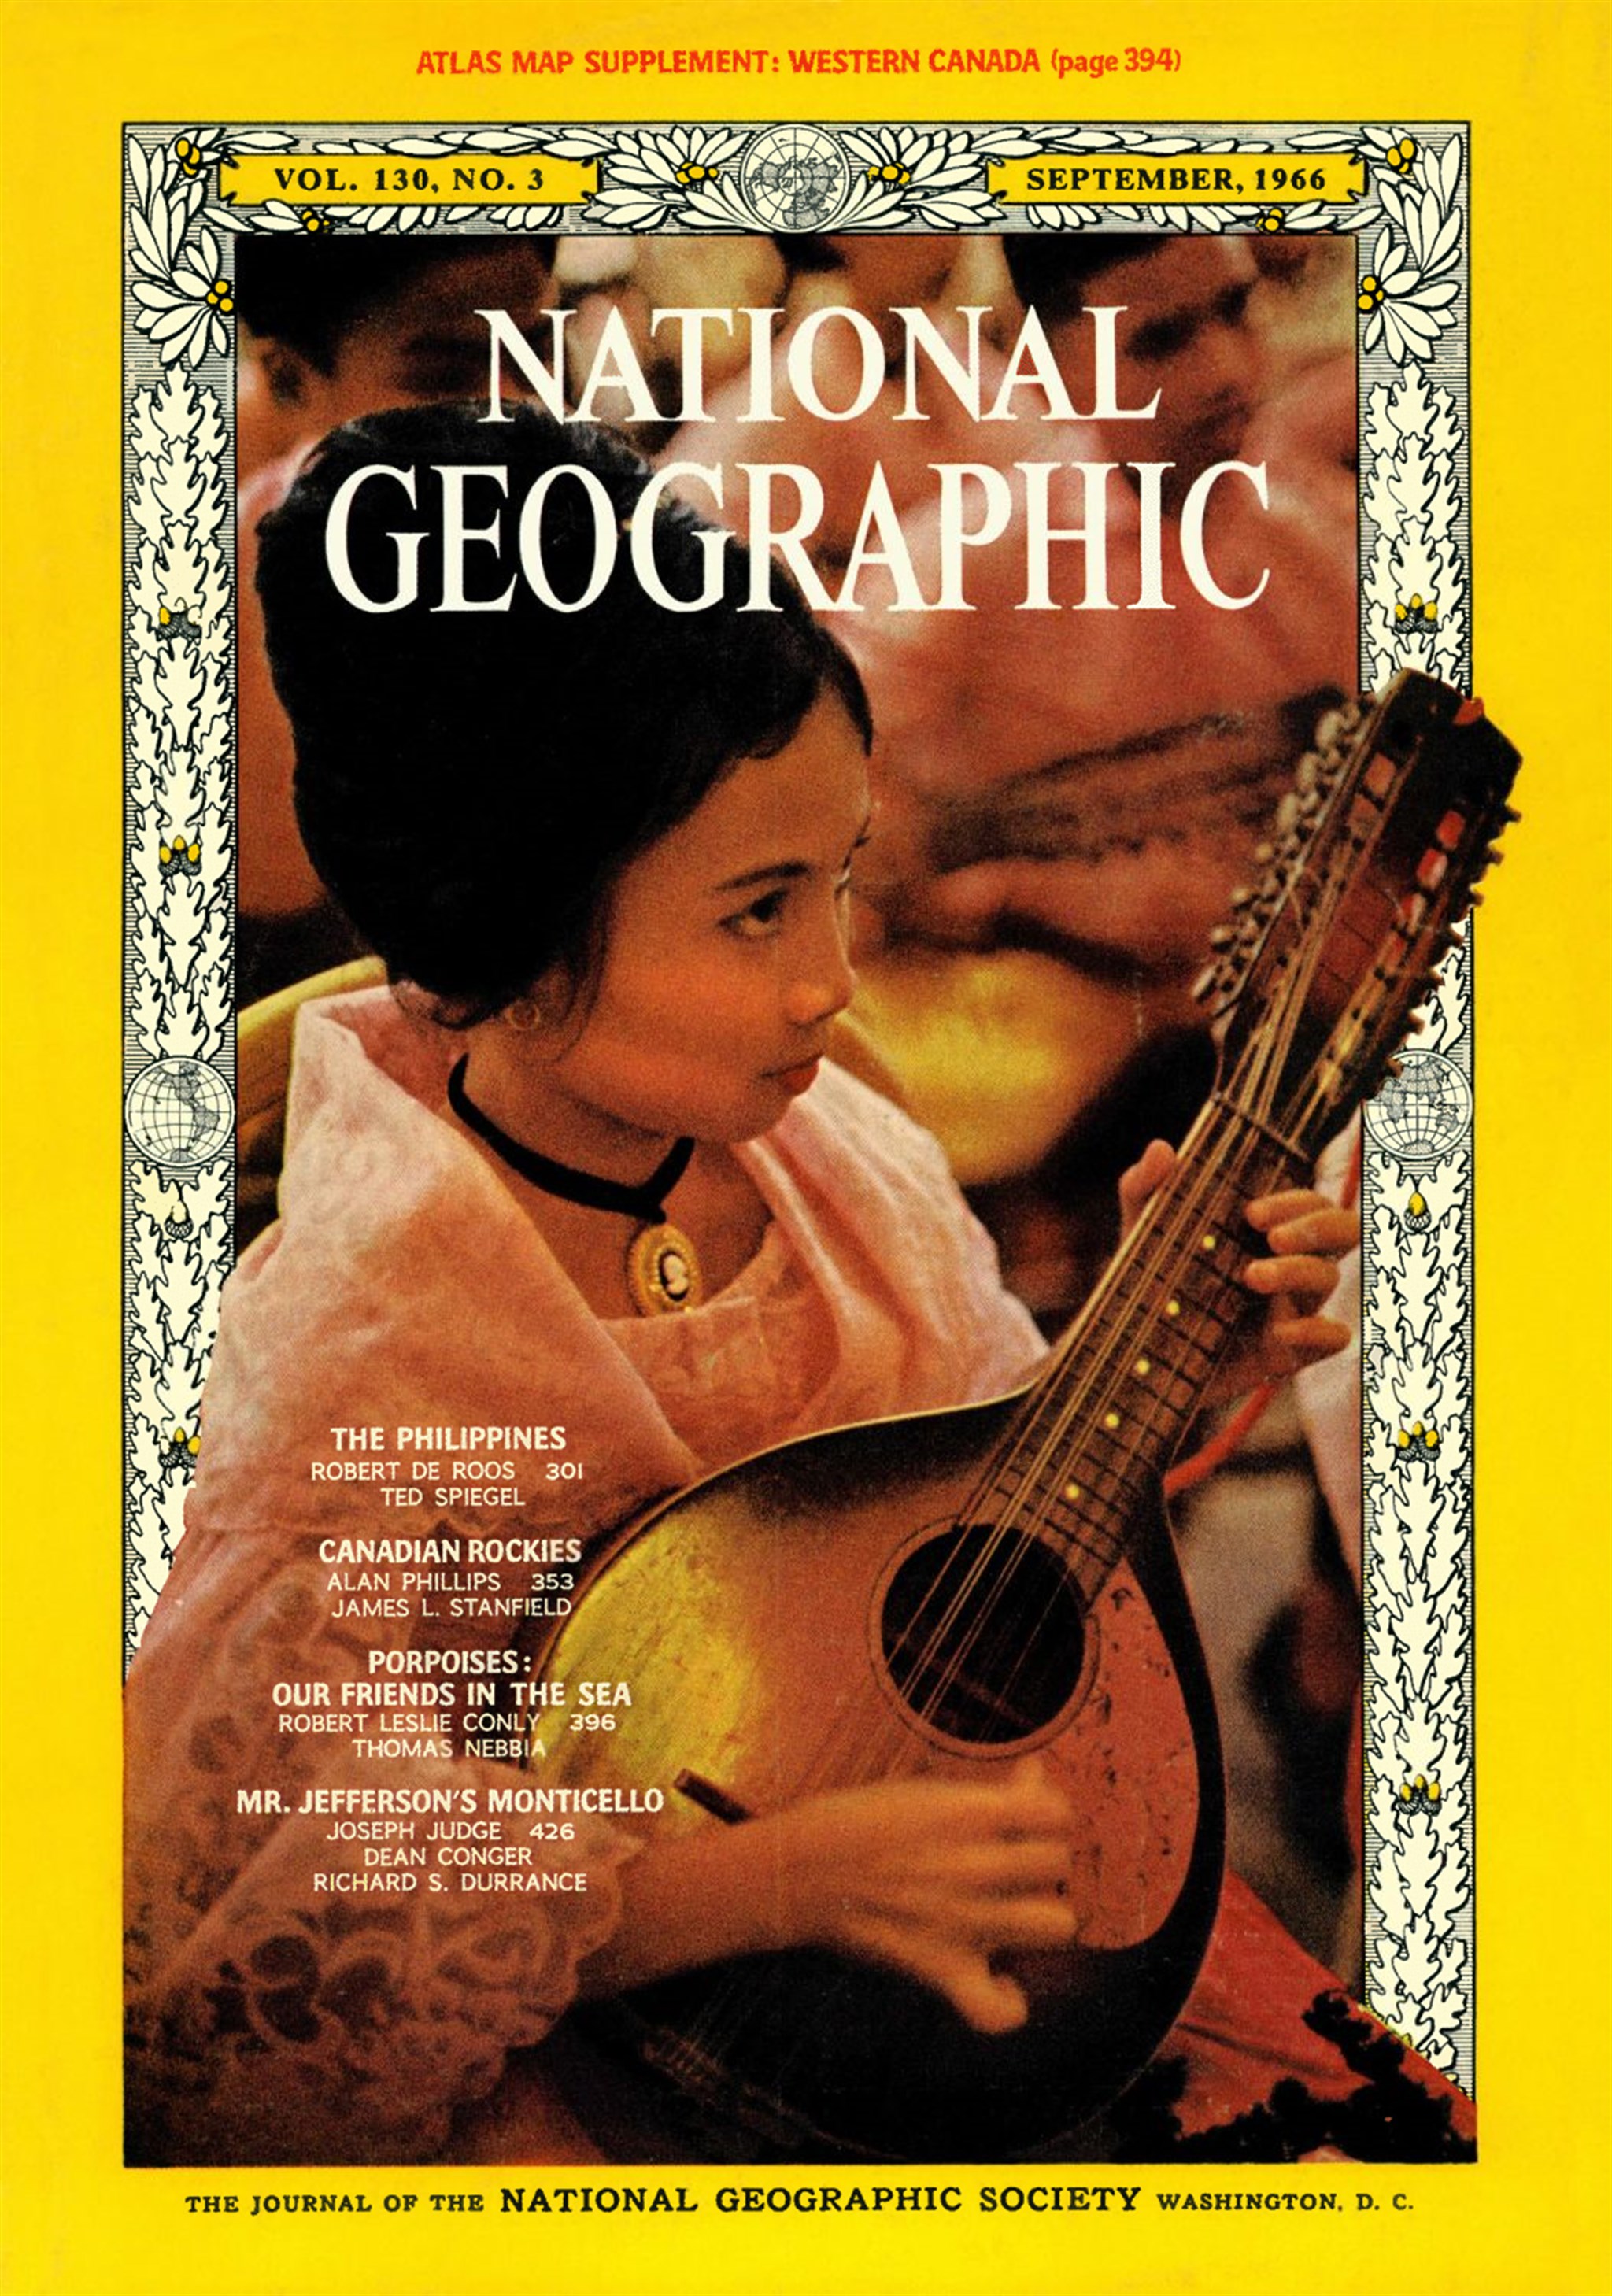 ATLAS MAP SUPPLEMENT: WESTERN CANADA (page 394)
VOL. 130, NO. 3
SEPTEMBER, 1966
NATIONAL
GEOGRAPHIC
THE PHILIPPINES
ROBERT DE ROOS 301
TED SPIEGEL
CANADIAN ROCKIES
ALAN PHILLIPS 353
JAMES L. STANFIELD
PORPOISES:
OUR FRIENDS IN THE SEA
ROBERT LESLIE CONLY 396
THOMAS NEBBIA
MR. JEFFERSON'S MONTICELLO
JOSEPH JUDGE 426
DEAN CONGER
RICHARD S. DURRANCE
THE JOURNAL OF THE NATIONAL GEOGRAPHIC SOCIETY WASHINGTON, D. C.